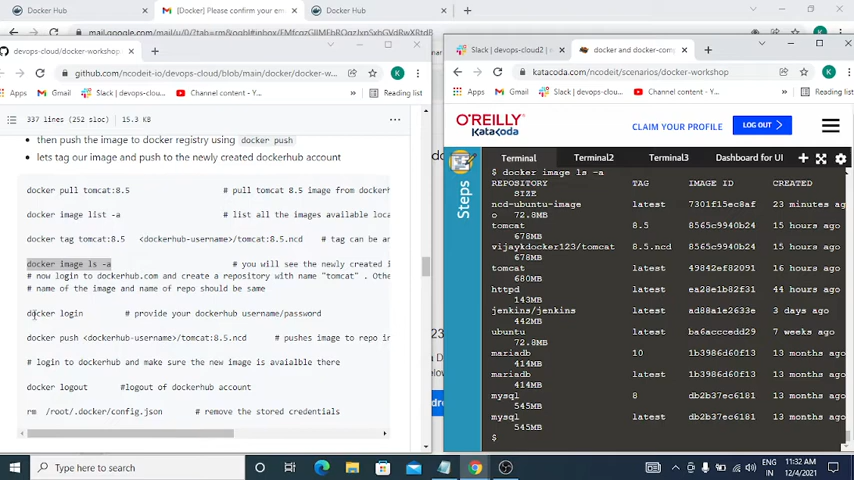 Docker Hub
[Docker] Please confirm your em
Docker Hub
devops-cloud/docker-workshop
Slack | devops-cloud2 |
docker and docker-com
github.com/ncodeit-io/devops-cloud/blob/main/docker/docker-w...
K
katacoda.com/ncodeit/scenarios/docker-workshop
K
Apps
Gmail
Slack | devops-clou...
Channel content - Y...
»
Reading list
Apps
Gmail
Slack | devops-clou...
Channel content - Y...
»
Reading list
337 lines (252 sloc)
15.3 KB
...
O'REILLY
KATACODA
CLAIM YOUR PROFILE
LOG OUT
• then push the image to docker registry using docker push
• lets tag our image and push to the newly created dockerhub account
docker pull tomcat:8.5 # pull tomcat 8.5 image from dockerh
docker image list -a # list all the images available loca
docker tag tomcat:8.5 <dockerhub-username>/tomcat:8.5.ncd # tag can be an
docker image ls -a # you will see the newly created i
# now login to dockerhub.com and create a repository with name "tomcat" . Othe
# name of the image and name of repo should be same
docker login # provide your dockerhub username/password
docker push <dockerhub-username>/tomcat:8.5.ncd # pushes image to repo i
# login to dockerhub and make sure the new image is avaialble there
docker logout #logout of dockerhub account
rm /root/.docker/config.json # remove the stored credentials
Steps
Terminal
Terminal2
Terminal3
Dashboard for UI
$ docker image ls -a
REPOSITORY TAG IMAGE ID CREATED
SIZE
ncd-ubuntu-image latest 7301f15ec8af 23 minutes ag
o 72.8MB
tomcat 8.5 8565c9940b24 15 hours ago
678MB
vijaykdocker123/tomcat 8.5.ncd 8565c9940b24 15 hours ago
678MB
tomcat latest 49842ef82091 16 hours ago
680MB
httpd latest ea28e1b82f31 44 hours ago
143MB
jenkins/jenkins latest ad88a1e2633e 3 days ago
442MB
ubuntu latest ba6acccedd29 7 weeks ago
72.8MB
mariadb 10 1b3986d60f13 13 months ago
414MB
mariadb latest 1b3986d60f13 13 months ago
414MB
mysql 8 db2b37ec6181 13 months ago
545MB
mysql latest db2b37ec6181 13 months ago
545MB
$
Type here to search
ENG
IN
11:32 AM
12/4/2021